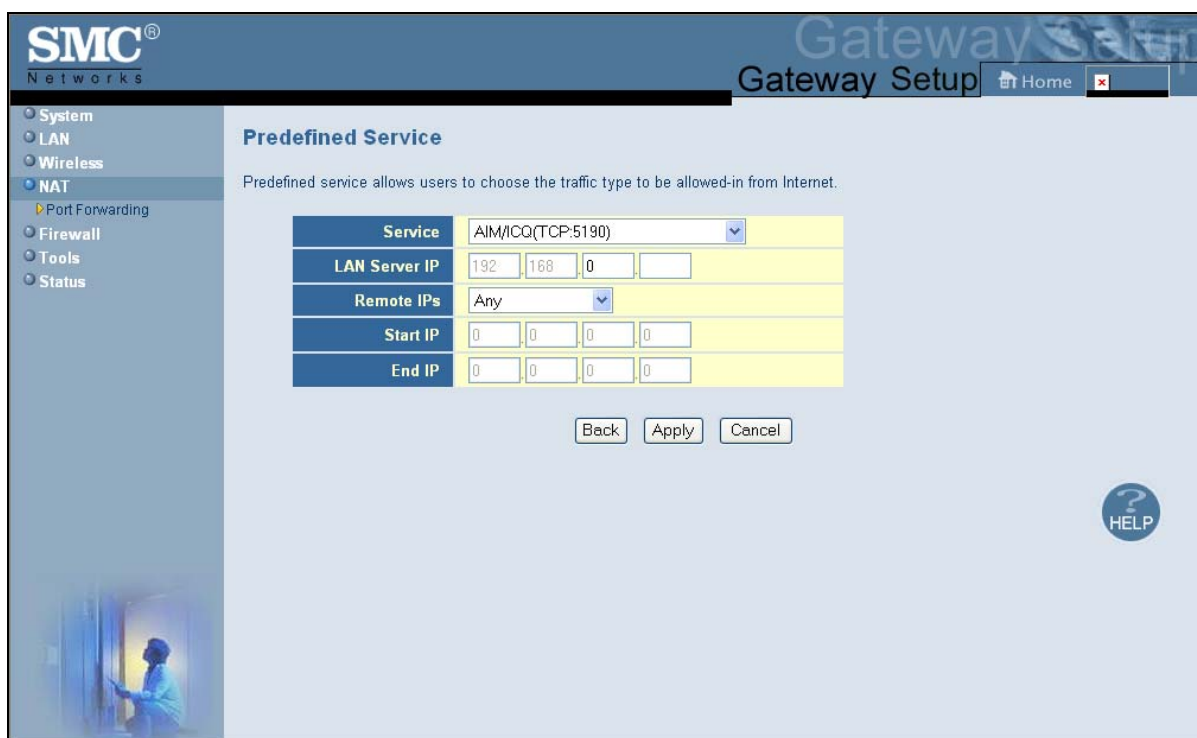 SMC®
Networks
Gateway Setup
Gateway Setup
Home
System
LAN
Wireless
NAT
Port Forwarding
Firewall
Tools
Status
Predefined Service
Predefined service allows users to choose the traffic type to be allowed-in from Internet.
Service AIM/ICQ(TCP:5190)
LAN Server IP 192 . 168 . 0 .
Remote IPs Any
Start IP 0 . 0 . 0 . 0
End IP 0 . 0 . 0 . 0
Back Apply Cancel
?
HELP